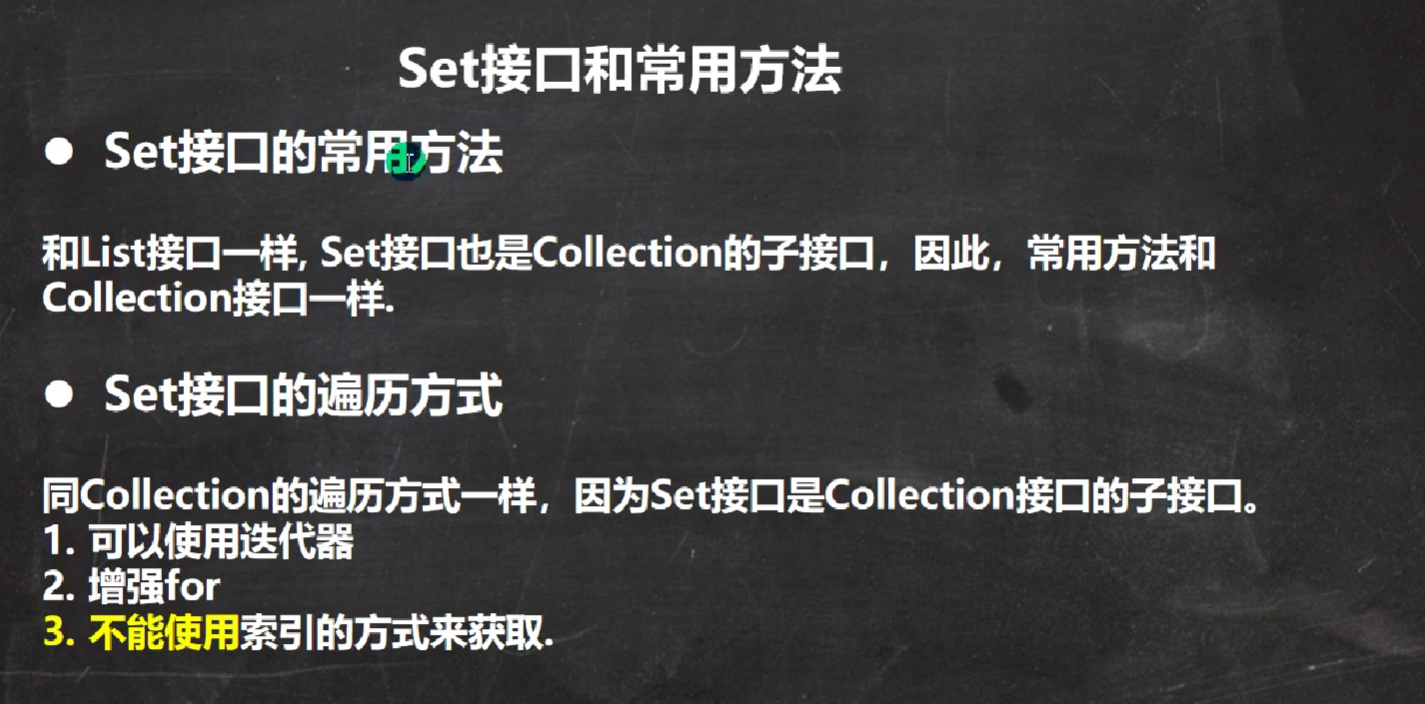 Set接口和常用方法
● Set接口的常用方法
和List接口一样, Set接口也是Collection的子接口，因此，常用方法和
Collection接口一样.
● Set接口的遍历方式
同Collection的遍历方式一样，因为Set接口是Collection接口的子接口。
1. 可以使用迭代器
2. 增强for
3. 不能使用索引的方式来获取.